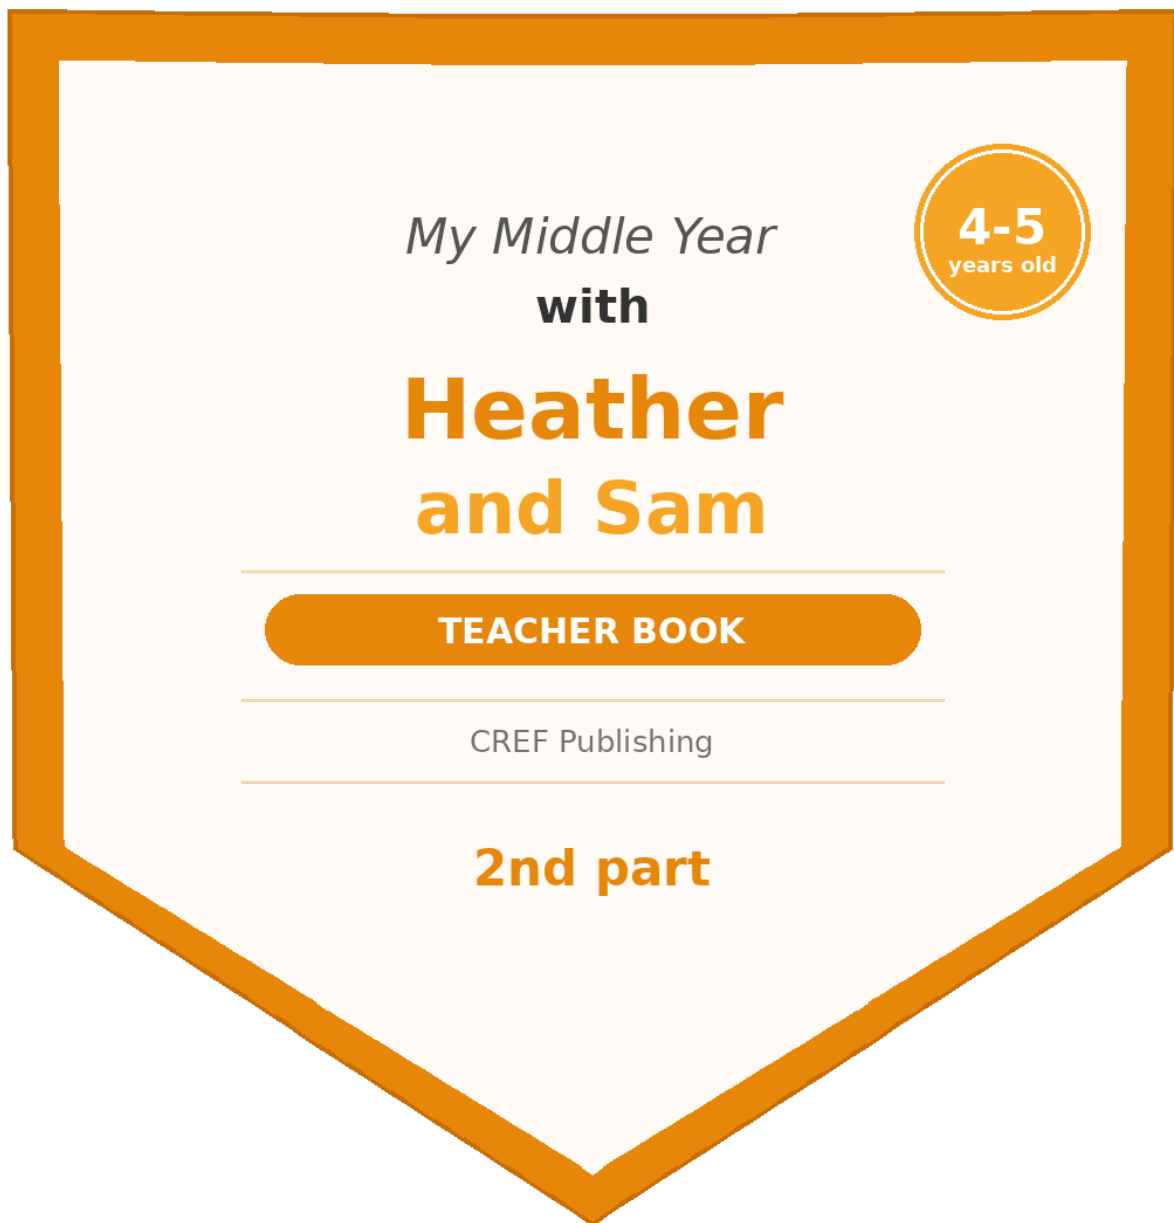 My Middle Year
with
Heather
and Sam
4-5
years old
TEACHER BOOK
CREF Publishing
2nd part